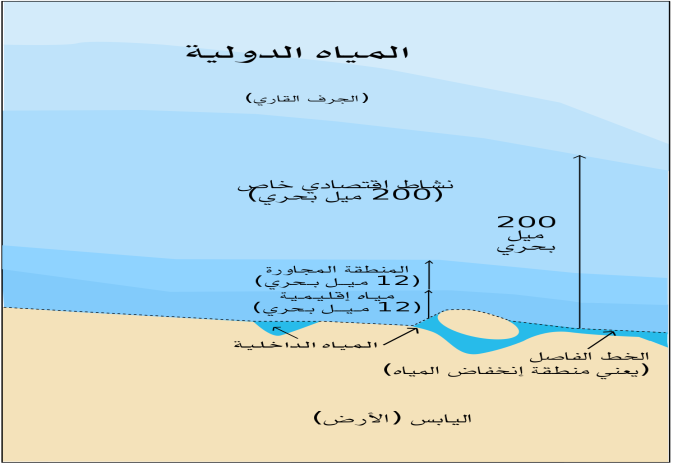 المياه الدولية
(الجرف القاري)
نشاط اقتصادي خاص
(200 ميل بحري)
200
ميل
بحري
المنطقة المجاورة
(12 ميل بحري)
مياه إقليمية
(12 ميل بحري)
المياه الداخلية
الخط الفاصل
(يعني منطقة إنخفاض المياه)
اليابس (الأرض)